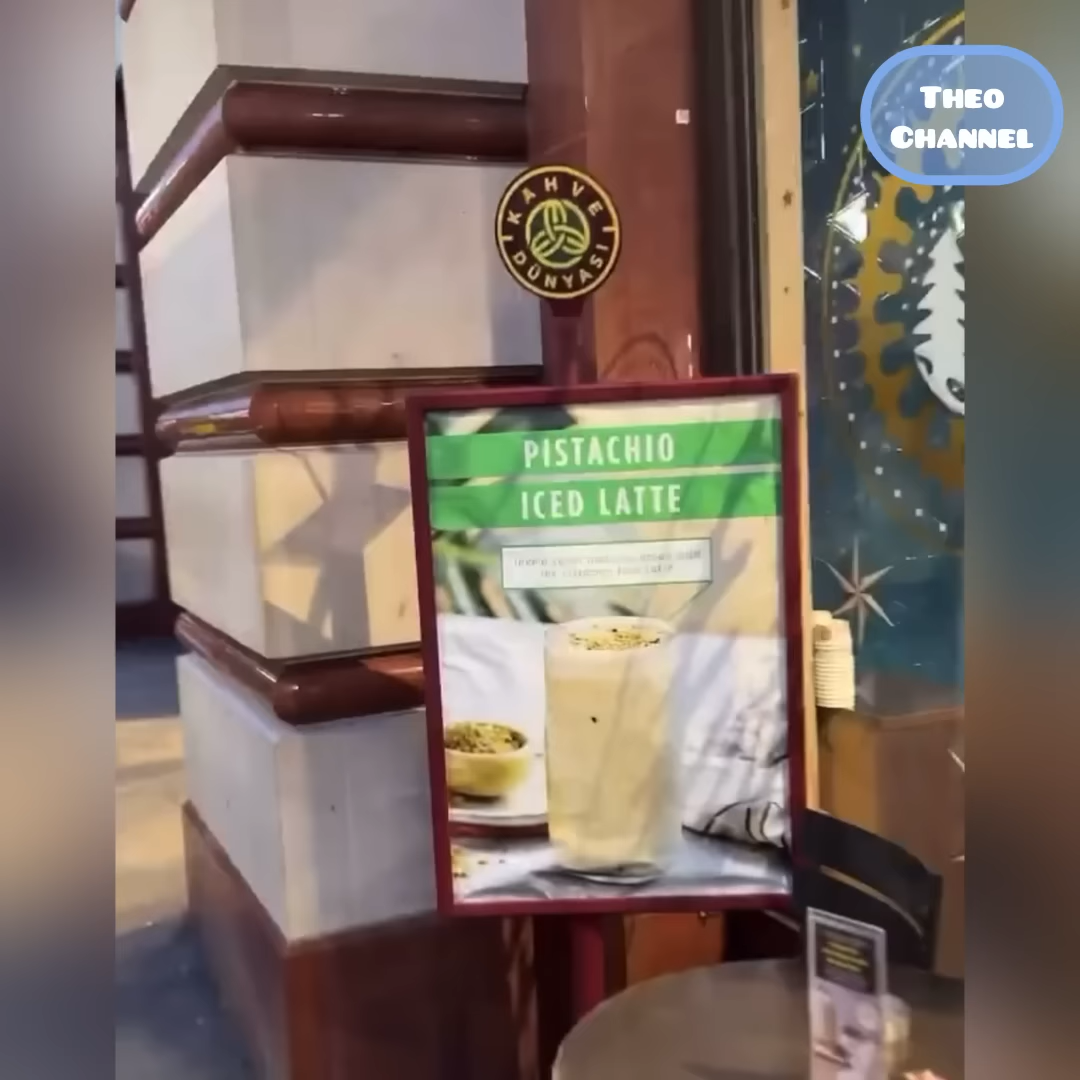 THEO
CHANNEL
KAHVE
DÜNYASI
PISTACHIO
ICED LATTE